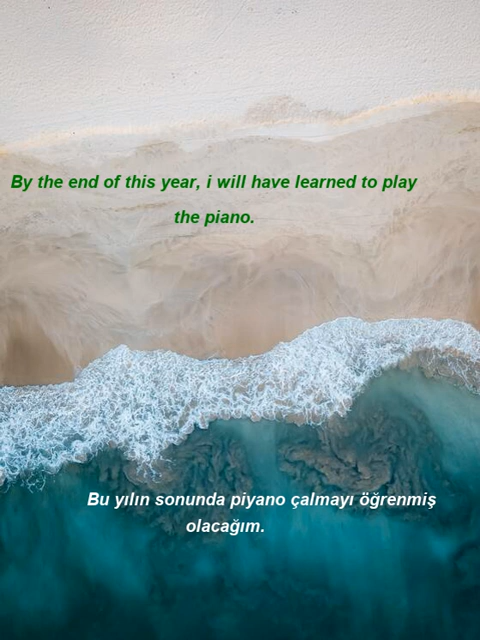 By the end of this year, i will have learned to play
the piano.
Bu yılın sonunda piyano çalmayı öğrenmiş
olacağım.